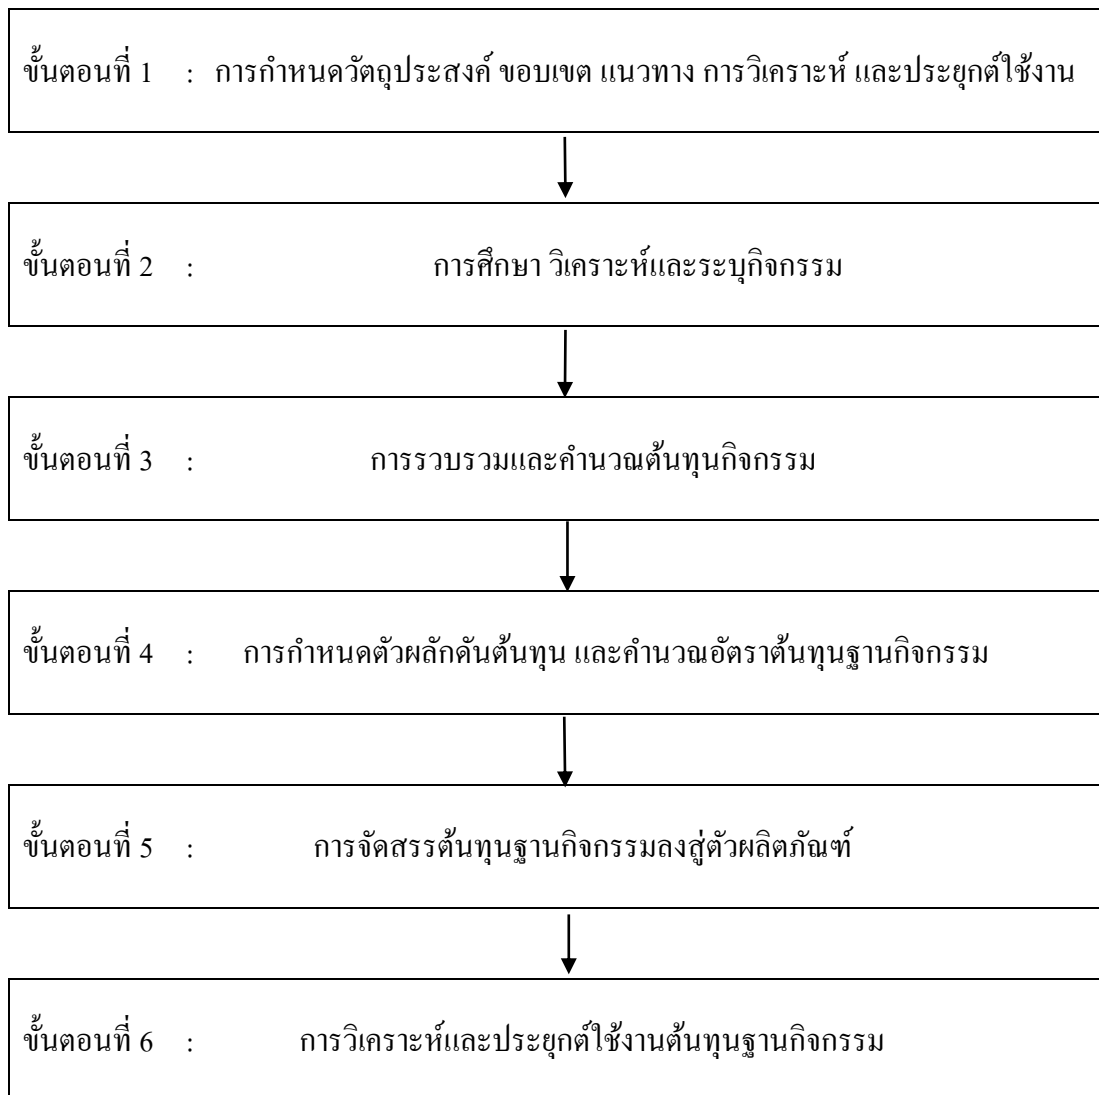 ขั้นตอนที่ 1 : การกำหนดวัตถุประสงค์ ขอบเขต แนวทาง การวิเคราะห์ และประยุกต์ใช้งาน
ขั้นตอนที่ 2 : การศึกษา วิเคราะห์และระบุกิจกรรม
ขั้นตอนที่ 3 : การรวบรวมและคำนวณต้นทุนกิจกรรม
ขั้นตอนที่ 4 : การกำหนดตัวผลักดันต้นทุน และคำนวณอัตราต้นทุนฐานกิจกรรม
ขั้นตอนที่ 5 : การจัดสรรต้นทุนฐานกิจกรรมลงสู่ตัวผลิตภัณฑ์
ขั้นตอนที่ 6 : การวิเคราะห์และประยุกต์ใช้งานต้นทุนฐานกิจกรรม